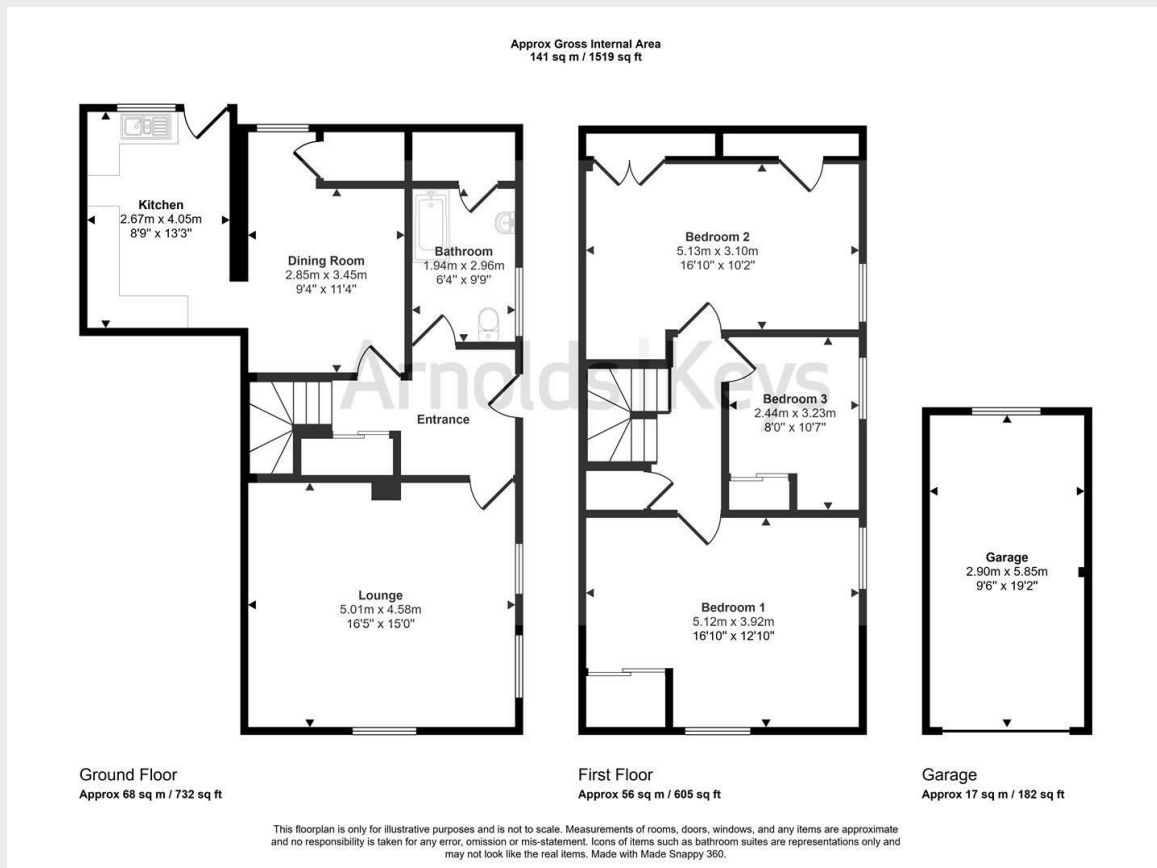 Approx Gross Internal Area
141 sq m / 1519 sq ft
Kitchen
2.67m x 4.05m
8'9" x 13'3"
Dining Room
2.85m x 3.45m
9'4" x 11'4"
Bathroom
1.94m x 2.96m
6'4" x 9'9"
Entrance
Lounge
5.01m x 4.58m
16'5" x 15'0"
Bedroom 2
5.13m x 3.10m
16'10" x 10'2"
Bedroom 3
2.44m x 3.23m
8'0" x 10'7"
Bedroom 1
5.12m x 3.92m
16'10" x 12'10"
Garage
2.90m x 5.85m
9'6" x 19'2"
Arnolds|Keys
Ground Floor
Approx 68 sq m / 732 sq ft
First Floor
Approx 56 sq m / 605 sq ft
Garage
Approx 17 sq m / 182 sq ft
This floorplan is only for illustrative purposes and is not to scale. Measurements of rooms, doors, windows, and any items are approximate
and no responsibility is taken for any error, omission or mis-statement. Icons of items such as bathroom suites are representations only and
may not look like the real items. Made with Made Snappy 360.